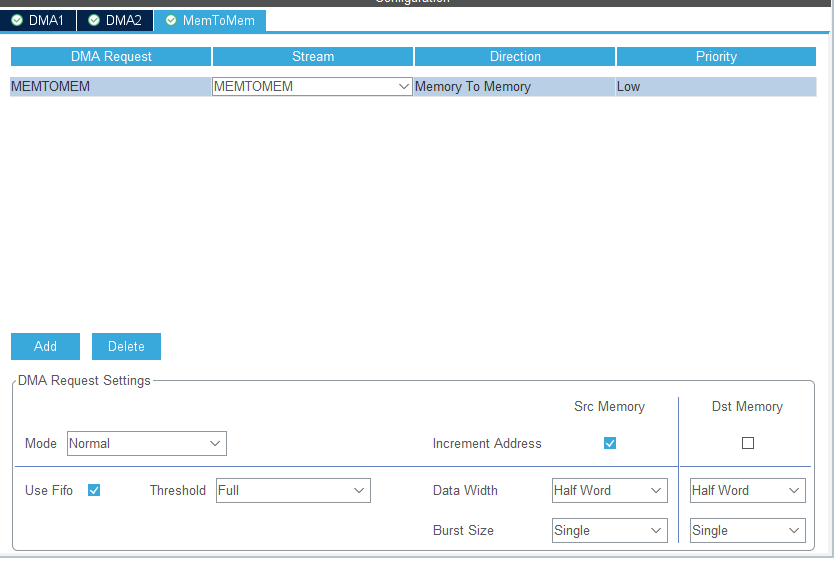 Configuration
DMA1 DMA2 MemToMem
DMA Request Stream Direction Priority
MEMTOMEM MEMTOMEM Memory To Memory Low
Add Delete
DMA Request Settings
Src Memory Dst Memory
Mode Normal Increment Address
Use Fifo Threshold Full Data Width Half Word Half Word
Burst Size Single Single